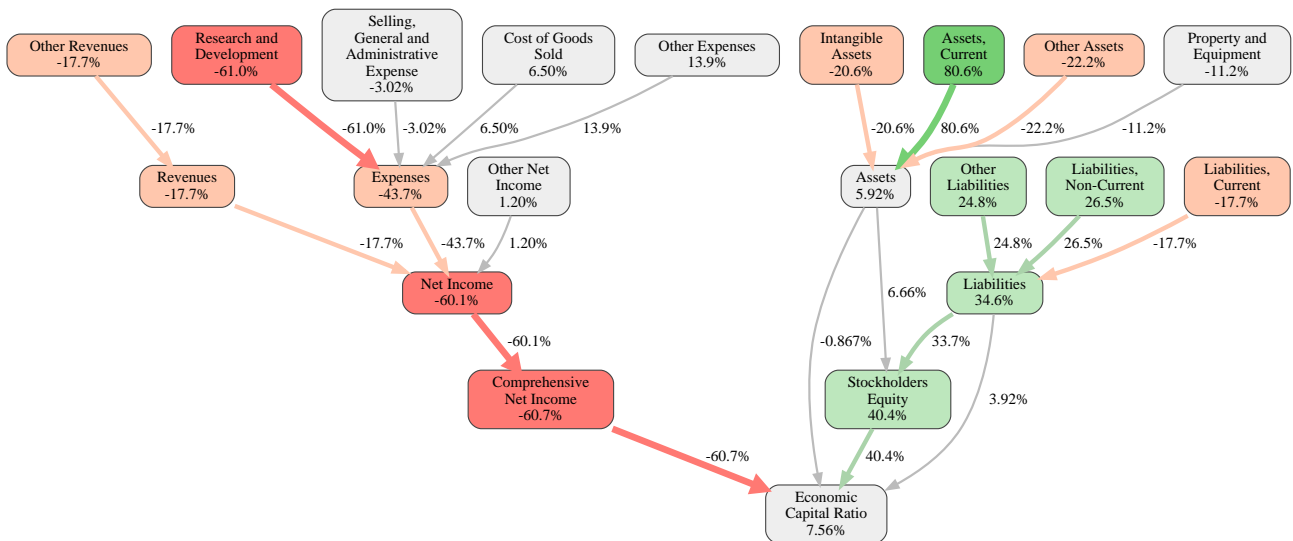 Other Revenues
-17.7%
Research and
Development
-61.0%
Selling,
General and
Administrative
Expense
-3.02%
Cost of Goods
Sold
6.50%
Other Expenses
13.9%
Intangible
Assets
-20.6%
Assets,
Current
80.6%
Other Assets
-22.2%
Property and
Equipment
-11.2%
-17.7%
-61.0%
-3.02%
6.50%
13.9%
-20.6%
80.6%
-22.2%
-11.2%
Revenues
-17.7%
Expenses
-43.7%
Other Net
Income
1.20%
Assets
5.92%
Other
Liabilities
24.8%
Liabilities,
Non-Current
26.5%
Liabilities,
Current
-17.7%
-17.7%
-43.7%
1.20%
24.8%
26.5%
-17.7%
Net Income
-60.1%
Liabilities
34.6%
6.66%
-60.1%
-0.867%
33.7%
Comprehensive
Net Income
-60.7%
Stockholders
Equity
40.4%
3.92%
-60.7%
40.4%
Economic
Capital Ratio
7.56%